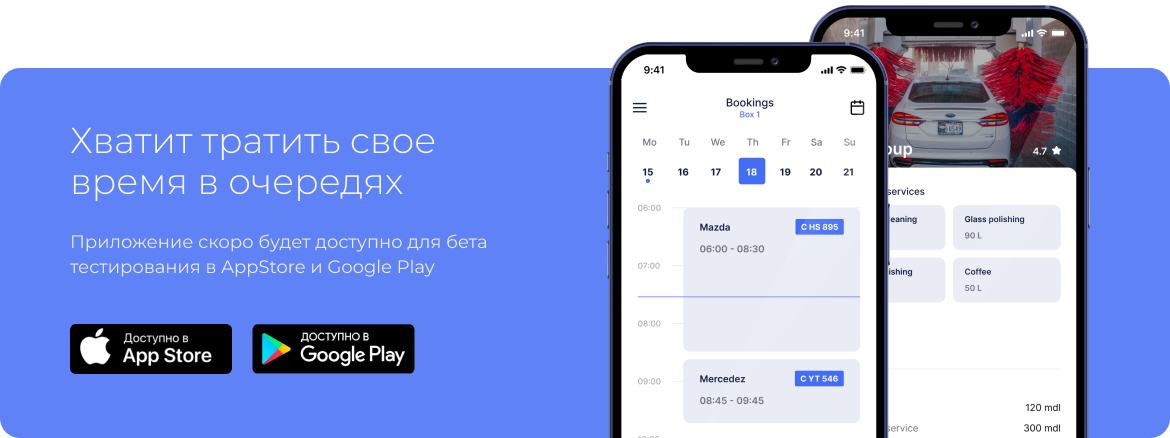 Хватит тратить свое
время в очередях
Приложение скоро будет доступно для бета
тестирования в AppStore и Google Play
Доступно в
App Store
ДОСТУПНО В
Google Play
9:41
Bookings
Box 1
Mo Tu We Th Fr Sa Su
15 16 17 18 19 20 21
06:00
Mazda C HS 895
06:00 - 08:30
07:00
08:00
09:00
Mercedez C YT 546
08:45 - 09:45
9:41
4.7
services
Glass polishing
90 L
Coffee
50 L
120 mdl
service 300 mdl